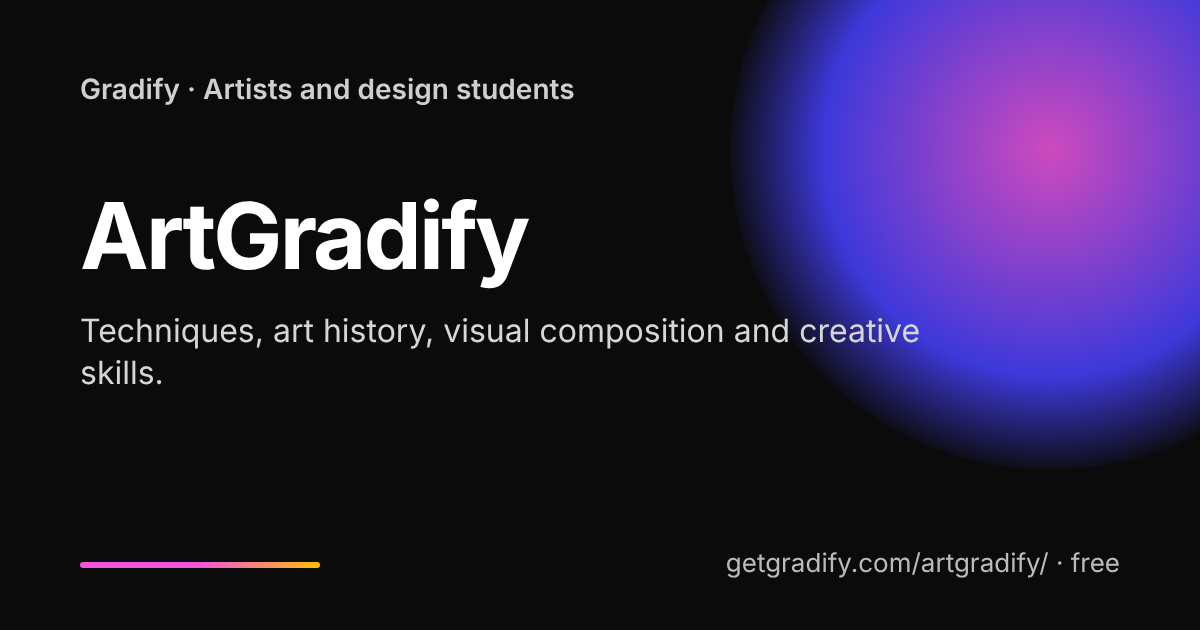 Gradify · Artists and design students
ArtGradify
Techniques, art history, visual composition and creative
skills.
getgradify.com/artgradify/ · free